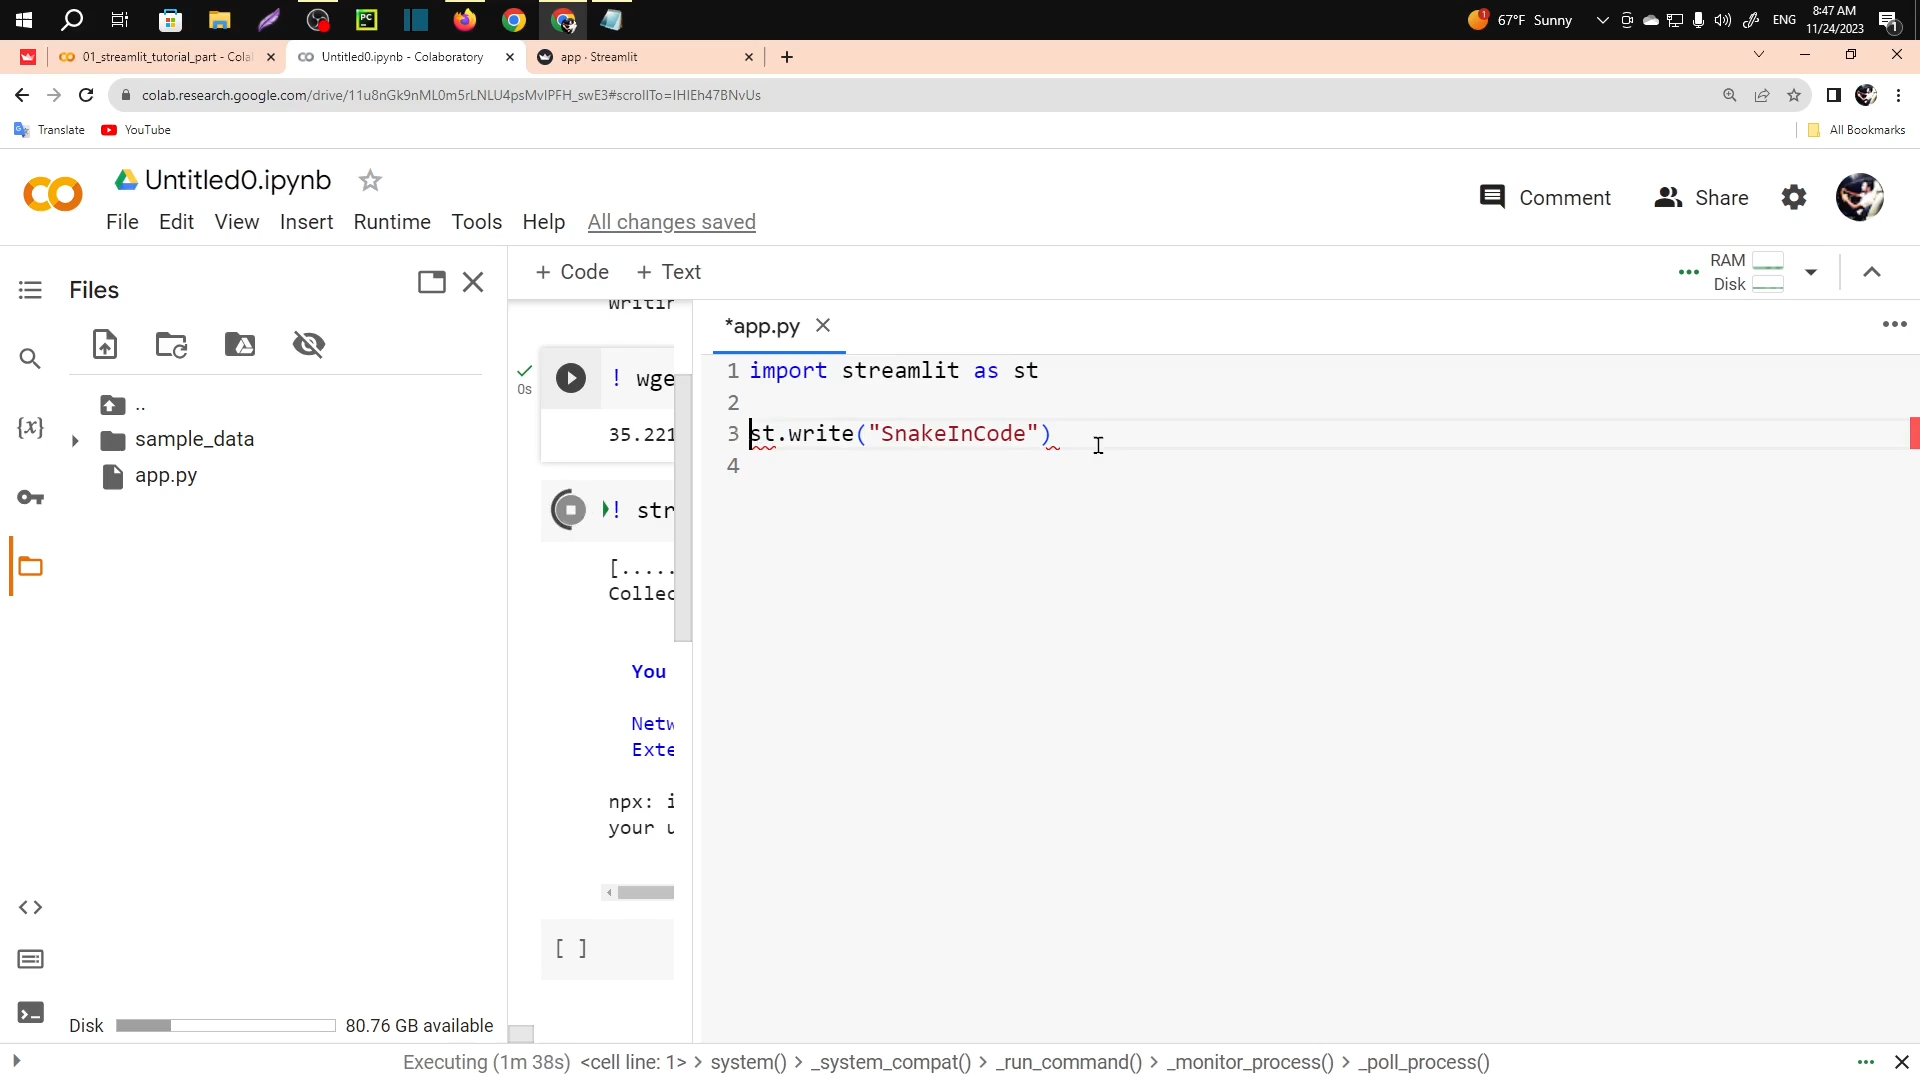 67°F Sunny
ENG
8:47 AM
11/24/2023
1
01_streamlit_tutorial_part - Cola
Untitled0.ipynb - Colaboratory
app · Streamlit
colab.research.google.com/drive/11u8nGk9nML0m5rLNLU4psMvIPFH_swE3#scrollTo=IHIEh47BNvUs
Translate
YouTube
All Bookmarks
Untitled0.ipynb
File Edit View Insert Runtime Tools Help All changes saved
Comment
Share
Files
+ Code + Text
RAM
Disk
..
sample_data
app.py
Writin
0s
! wge
35.221
! str
[.....
Collec
You
Netw
Exte
npx: i
your u
[ ]
*app.py
1 import streamlit as st
2
3 st.write("SnakeInCode")
4
Disk 80.76 GB available
Executing (1m 38s) <cell line: 1> > system() > _system_compat() > _run_command() > _monitor_process() > _poll_process()